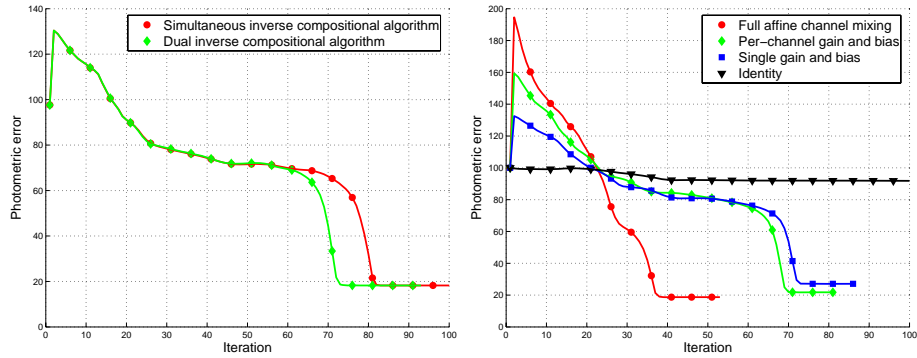 140
120
100
80
60
40
20
0
Photometric error
Simultaneous inverse compositional algorithm
Dual inverse compositional algorithm
0 10 20 30 40 50 60 70 80 90 100
Iteration
200
180
160
140
120
100
80
60
40
20
0
Photometric error
Full affine channel mixing
Per-channel gain and bias
Single gain and bias
Identity
0 10 20 30 40 50 60 70 80 90 100
Iteration